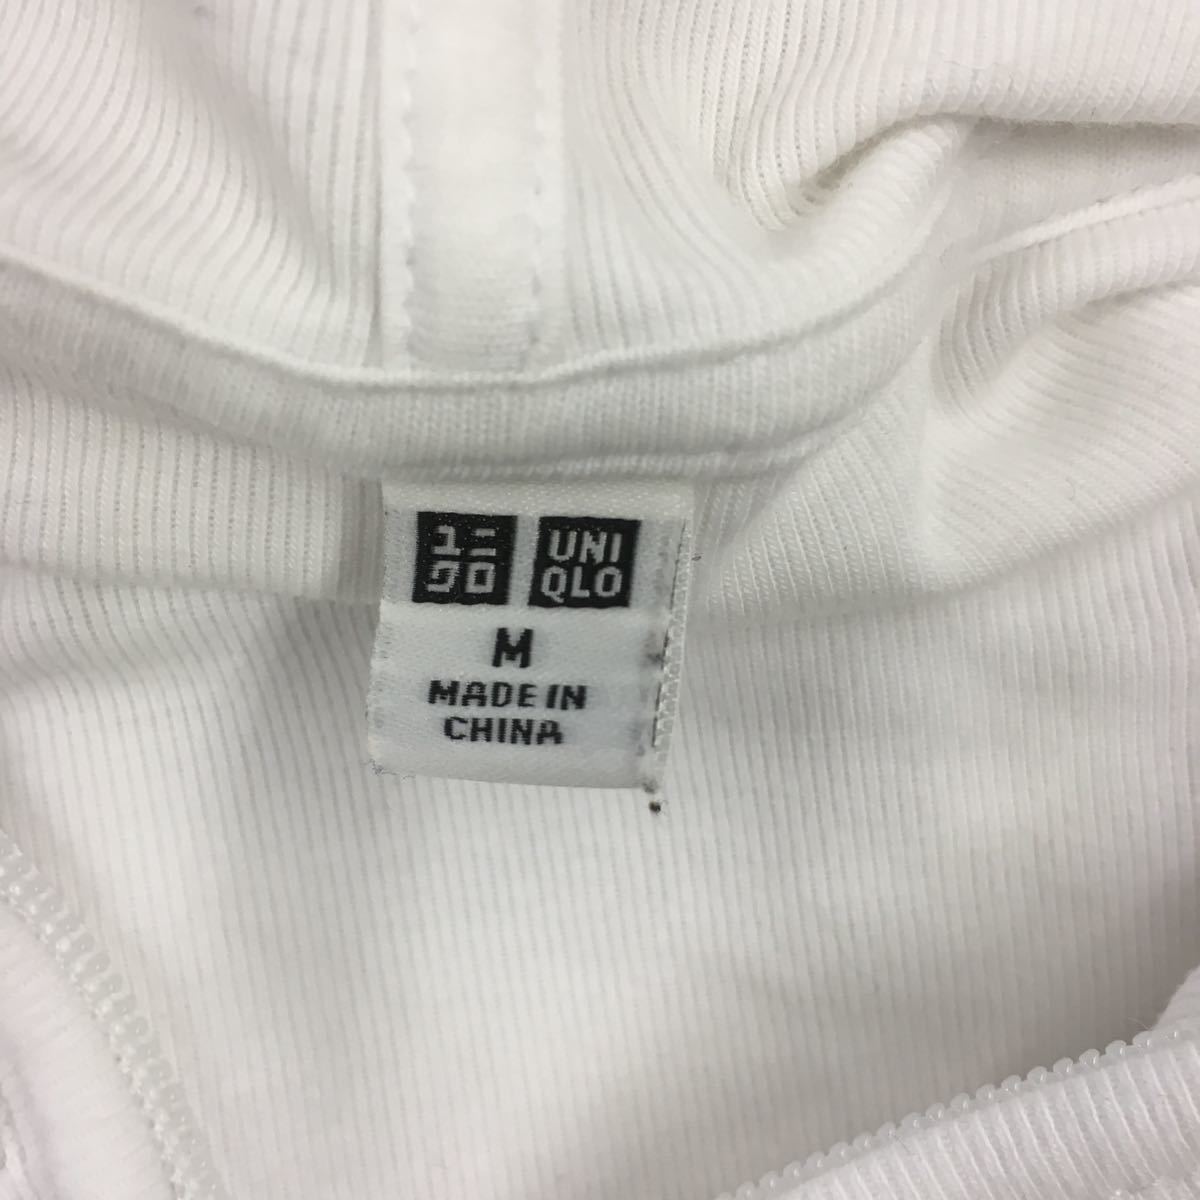 ユニ UNI
クロ QLO
M
MADE IN
CHINA